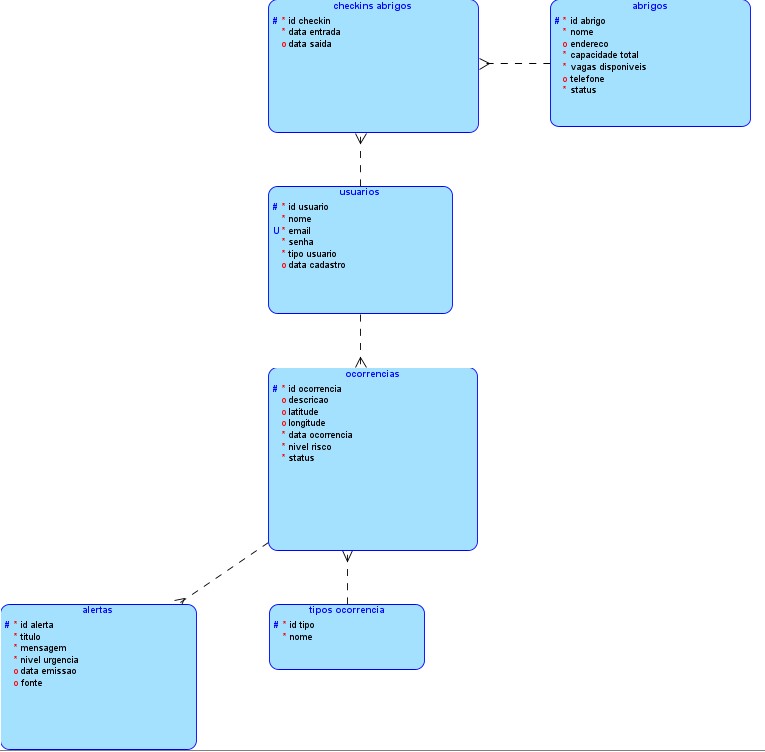 checkins abrigos
# * id checkin
* data entrada
o data saida
abrigos
# * id abrigo
* nome
o endereco
* capacidade total
* vagas disponiveis
o telefone
* status
usuarios
# * id usuario
* nome
U * email
* senha
* tipo usuario
o data cadastro
ocorrencias
# * id ocorrencia
o descricao
o latitude
o longitude
* data ocorrencia
* nivel risco
* status
alertas
# * id alerta
* titulo
* mensagem
* nivel urgencia
o data emissao
o fonte
tipos ocorrencia
# * id tipo
* nome